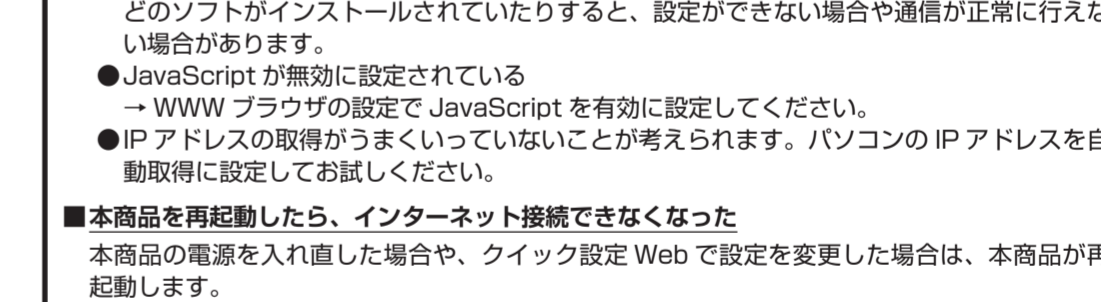 どのソフトがインストールされていたりすると、設定ができない場合や通信が正常に行えな
い場合があります。
●JavaScript が無効に設定されている
→ WWW ブラウザの設定で JavaScript を有効に設定してください。
●IP アドレスの取得がうまくいっていないことが考えられます。パソコンの IP アドレスを自
動取得に設定してお試しください。
■本商品を再起動したら、インターネット接続できなくなった
本商品の電源を入れ直した場合や、クイック設定 Web で設定を変更した場合は、本商品が再
起動します。